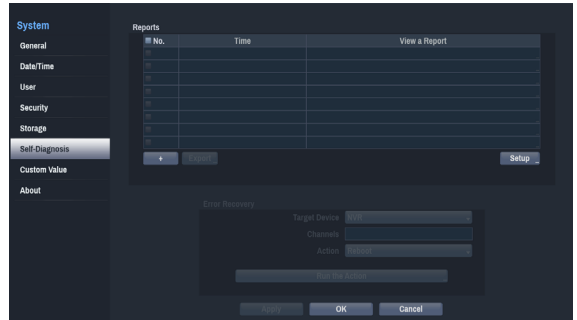 System
General
Date/Time
User
Security
Storage
Self-Diagnosis
Custom Value
About
Reports
No. Time View a Report
+ Export Setup
Error Recovery
Target Device NVR
Channels
Action Reboot
Run the Action
Apply OK Cancel